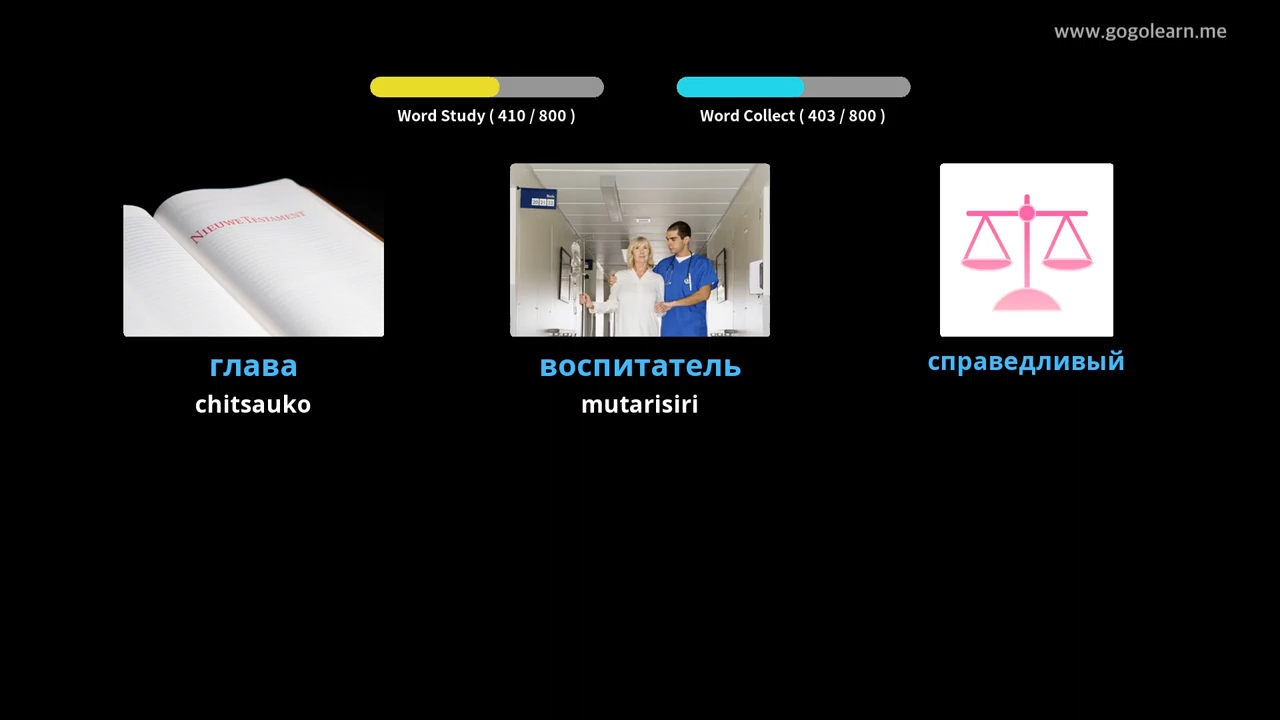 www.gogolearn.me
Word Study ( 410 / 800 )
Word Collect ( 403 / 800 )
NIEUWE TESTAMENT
глава
chitsauko
воспитатель
mutarisiri
справедливый